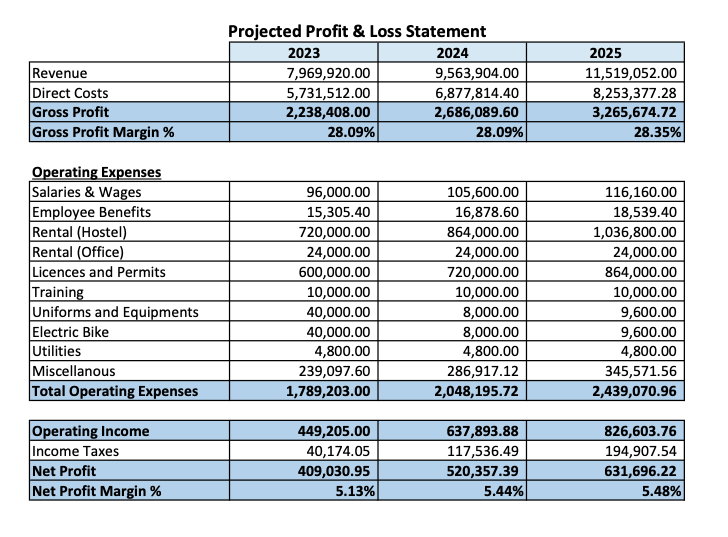 Projected Profit & Loss Statement
2023 2024 2025
Revenue 7,969,920.00 9,563,904.00 11,519,052.00
Direct Costs 5,731,512.00 6,877,814.40 8,253,377.28
Gross Profit 2,238,408.00 2,686,089.60 3,265,674.72
Gross Profit Margin % 28.09% 28.09% 28.35%
Operating Expenses
Salaries & Wages 96,000.00 105,600.00 116,160.00
Employee Benefits 15,305.40 16,878.60 18,539.40
Rental (Hostel) 720,000.00 864,000.00 1,036,800.00
Rental (Office) 24,000.00 24,000.00 24,000.00
Licences and Permits 600,000.00 720,000.00 864,000.00
Training 10,000.00 10,000.00 10,000.00
Uniforms and Equipments 40,000.00 8,000.00 9,600.00
Electric Bike 40,000.00 8,000.00 9,600.00
Utilities 4,800.00 4,800.00 4,800.00
Miscellanous 239,097.60 286,917.12 345,571.56
Total Operating Expenses 1,789,203.00 2,048,195.72 2,439,070.96
Operating Income 449,205.00 637,893.88 826,603.76
Income Taxes 40,174.05 117,536.49 194,907.54
Net Profit 409,030.95 520,357.39 631,696.22
Net Profit Margin % 5.13% 5.44% 5.48%